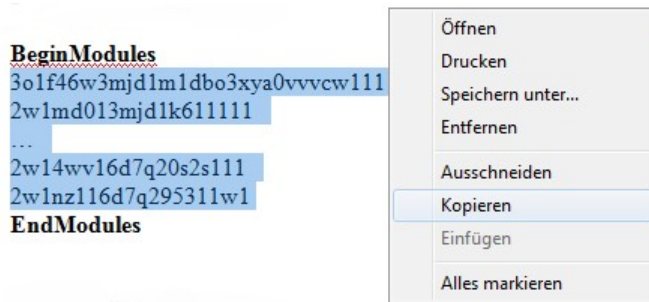 BeginModules
3o1f46w3mjd1m1dbo3xya0vvvcw111
2w1md013mjd1k611111
...
2w14wv16d7q20s2s111
2w1nz116d7q295311w1
EndModules
Öffnen
Drucken
Speichern unter...
Entfernen
Ausschneiden
Kopieren
Einfügen
Alles markieren